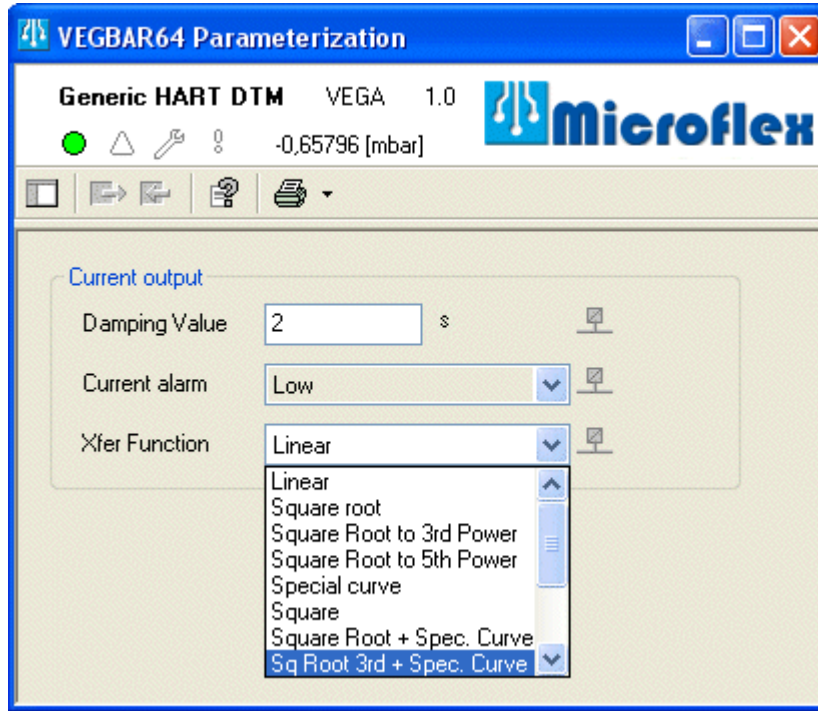 VEGBAR64 Parameterization
Generic HART DTM VEGA 1.0
Microflex
-0,65796 [mbar]
Current output
Damping Value 2 s
Current alarm Low
Xfer Function Linear
Linear
Square root
Square Root to 3rd Power
Square Root to 5th Power
Special curve
Square
Square Root + Spec. Curve
Sq Root 3rd + Spec. Curve